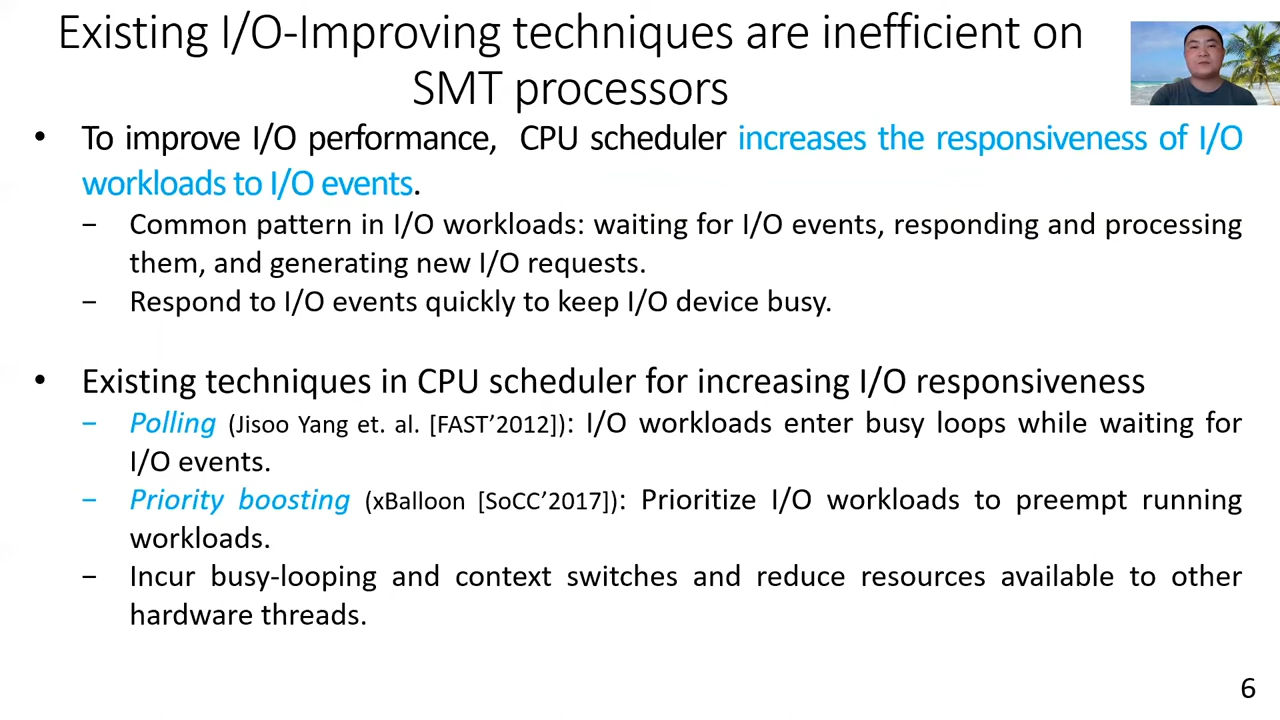 Existing I/O-Improving techniques are inefficient on
SMT processors
• To improve I/O performance, CPU scheduler increases the responsiveness of I/O
workloads to I/O events.
− Common pattern in I/O workloads: waiting for I/O events, responding and processing
them, and generating new I/O requests.
− Respond to I/O events quickly to keep I/O device busy.
• Existing techniques in CPU scheduler for increasing I/O responsiveness
− Polling (Jisoo Yang et. al. [FAST’2012]): I/O workloads enter busy loops while waiting for
I/O events.
− Priority boosting (xBalloon [SoCC’2017]): Prioritize I/O workloads to preempt running
workloads.
− Incur busy-looping and context switches and reduce resources available to other
hardware threads.
6